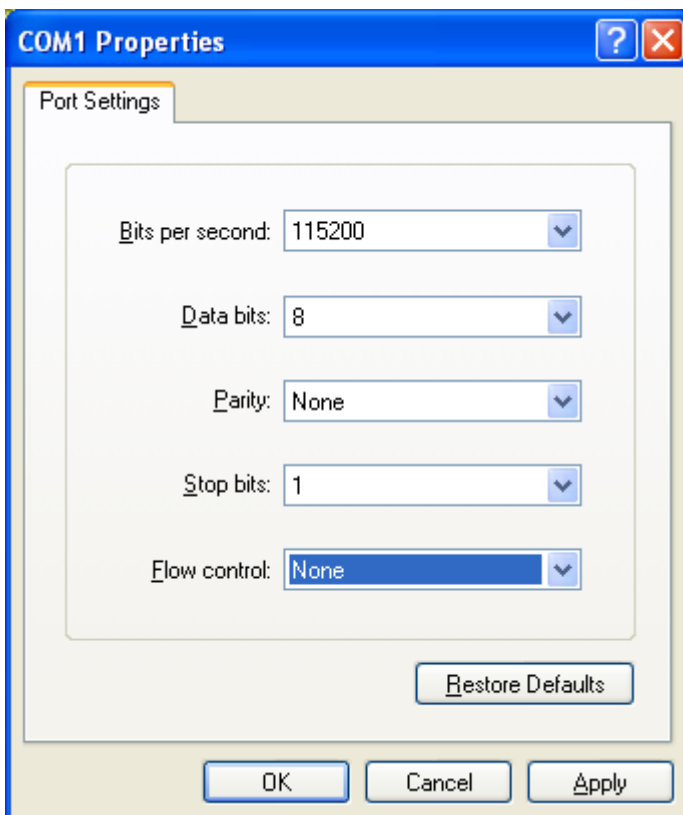 COM1 Properties
Port Settings
Bits per second: 115200
Data bits: 8
Parity: None
Stop bits: 1
Flow control: None
Restore Defaults
OK Cancel Apply